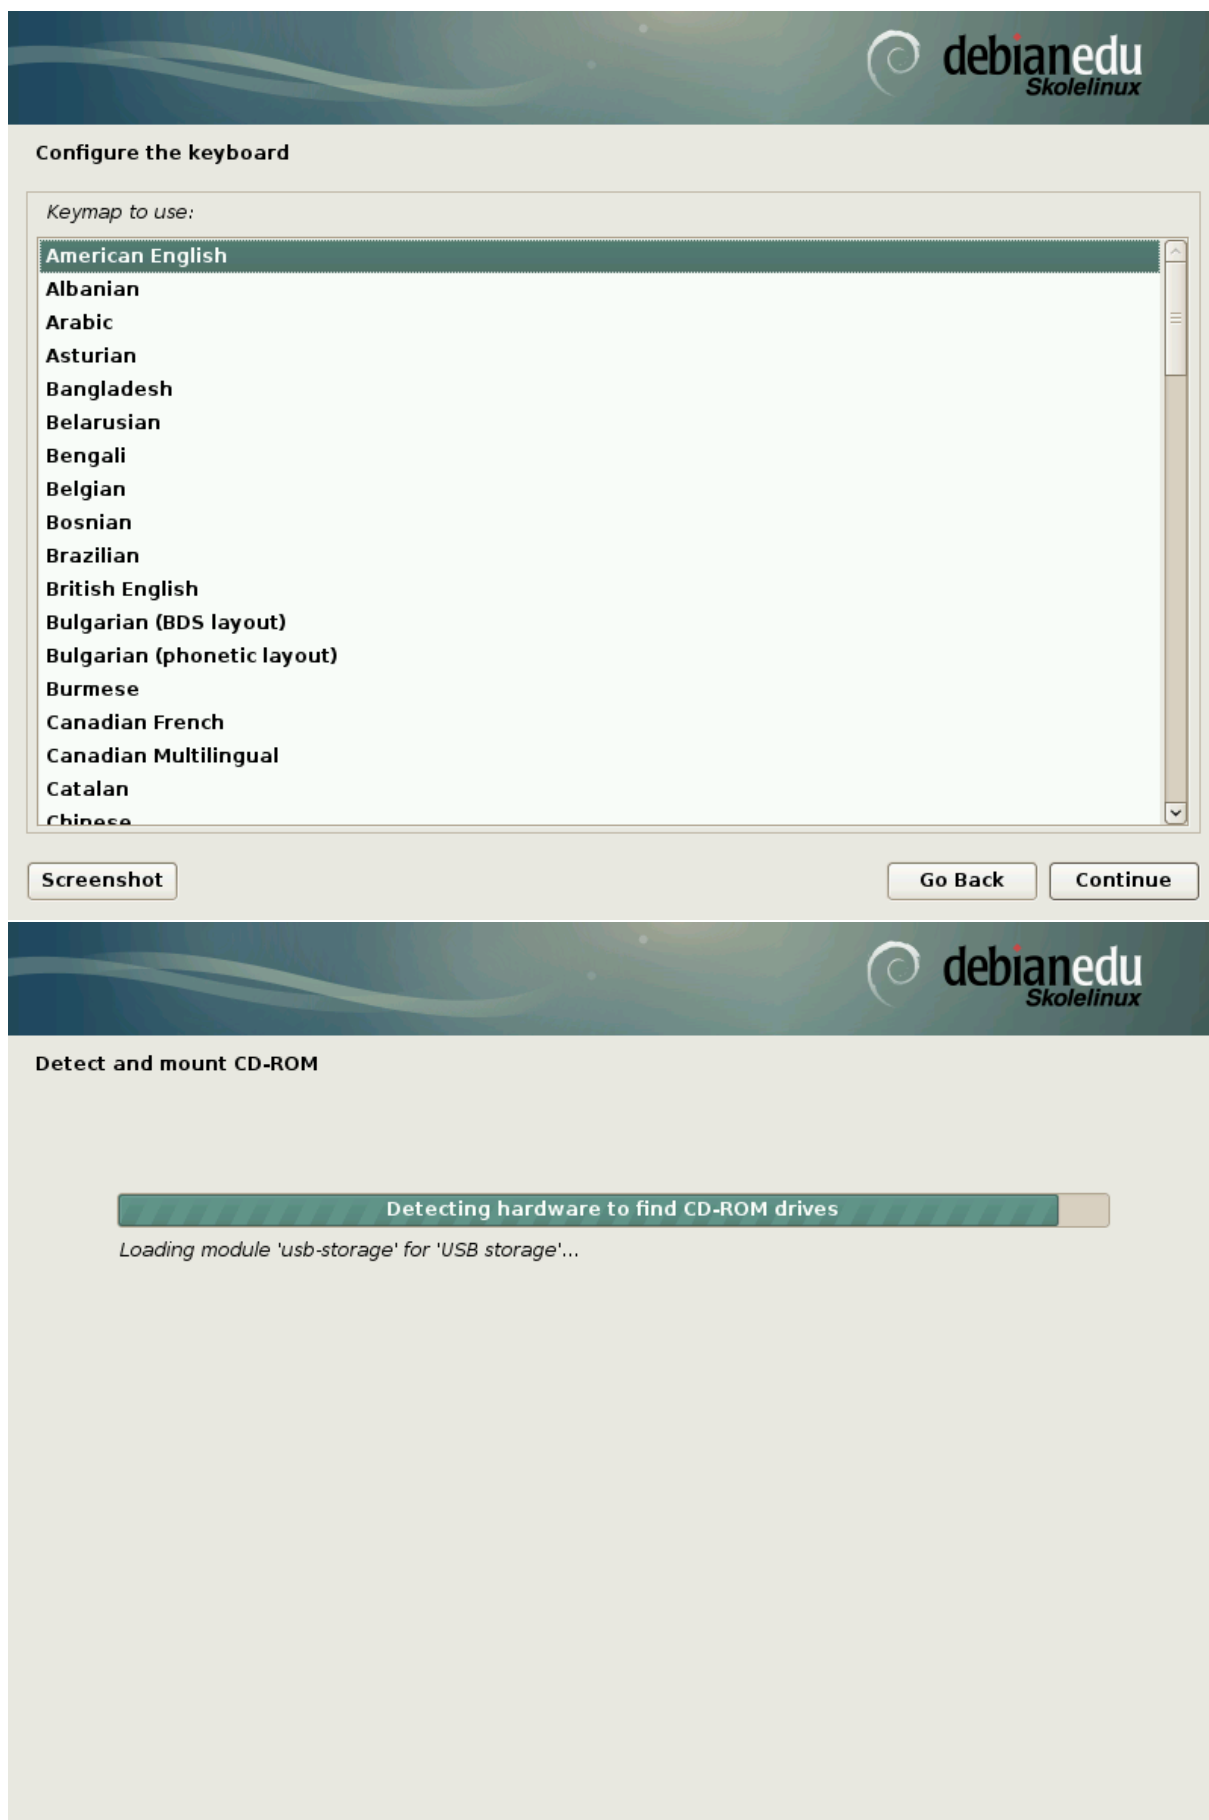 debianedu
Skolelinux
Configure the keyboard
Keymap to use:
American English
Albanian
Arabic
Asturian
Bangladesh
Belarusian
Bengali
Belgian
Bosnian
Brazilian
British English
Bulgarian (BDS layout)
Bulgarian (phonetic layout)
Burmese
Canadian French
Canadian Multilingual
Catalan
Chinese
Screenshot Go Back Continue
debianedu
Skolelinux
Detect and mount CD-ROM
Detecting hardware to find CD-ROM drives
Loading module 'usb-storage' for 'USB storage'...